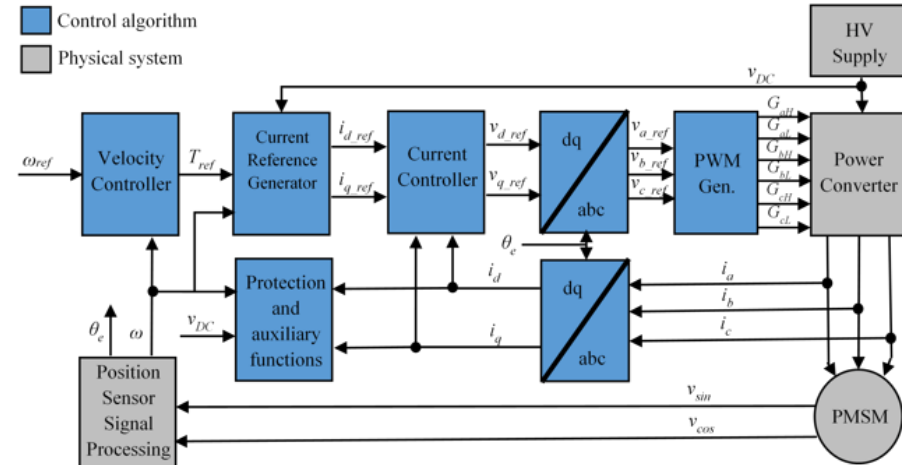 Control algorithm
Physical system
HV
Supply
v_DC
ω_ref
Velocity
Controller
T_ref
Current
Reference
Generator
i_d_ref
i_q_ref
Current
Controller
v_d_ref
v_q_ref
dq
abc
v_a_ref
v_b_ref
v_c_ref
PWM
Gen.
G_aH
G_aL
G_bH
G_bL
G_cH
G_cL
Power
Converter
θ_e
Protection
and
auxiliary
functions
i_d
i_q
dq
abc
i_a
i_b
i_c
θ_e
ω
v_DC
Position
Sensor
Signal
Processing
v_sin
v_cos
PMSM